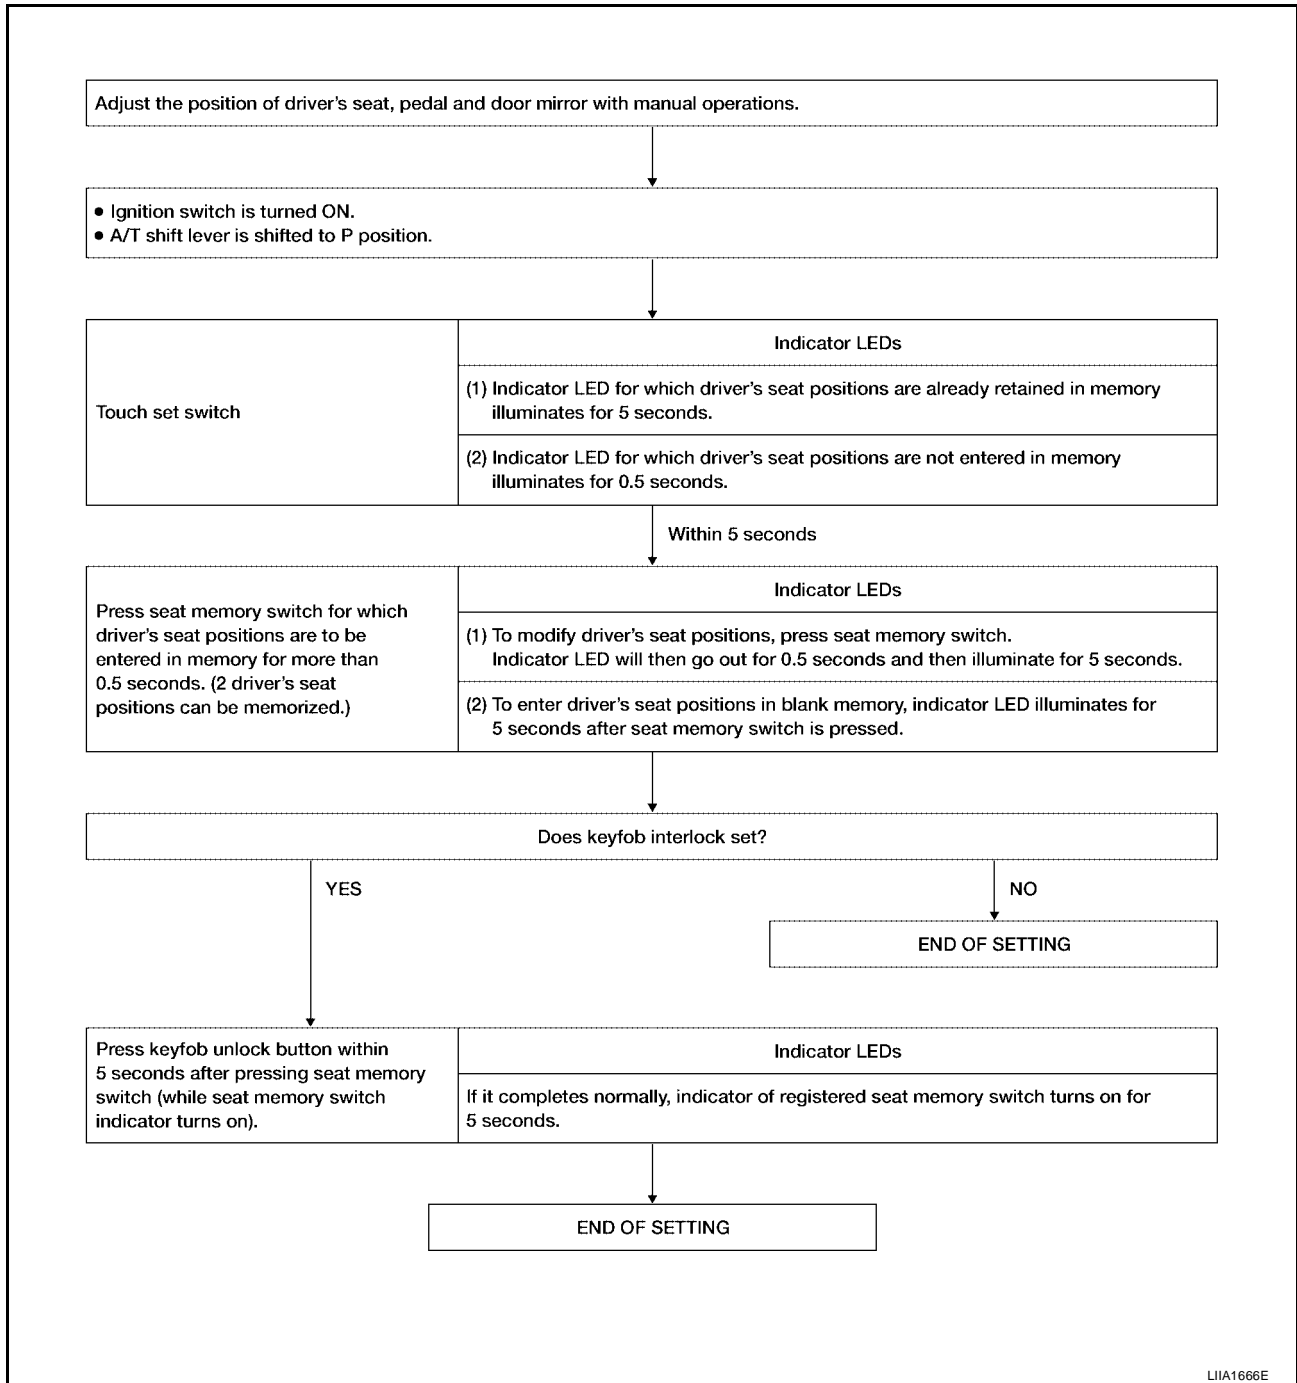 Adjust the position of driver's seat, pedal and door mirror with manual operations.
● Ignition switch is turned ON.
● A/T shift lever is shifted to P position.
Touch set switch
Indicator LEDs
(1) Indicator LED for which driver's seat positions are already retained in memory
illuminates for 5 seconds.
(2) Indicator LED for which driver's seat positions are not entered in memory
illuminates for 0.5 seconds.
Within 5 seconds
Press seat memory switch for which
driver's seat positions are to be
entered in memory for more than
0.5 seconds. (2 driver's seat
positions can be memorized.)
Indicator LEDs
(1) To modify driver's seat positions, press seat memory switch.
Indicator LED will then go out for 0.5 seconds and then illuminate for 5 seconds.
(2) To enter driver's seat positions in blank memory, indicator LED illuminates for
5 seconds after seat memory switch is pressed.
Does keyfob interlock set?
YES
NO
END OF SETTING
Press keyfob unlock button within
5 seconds after pressing seat memory
switch (while seat memory switch
indicator turns on).
Indicator LEDs
If it completes normally, indicator of registered seat memory switch turns on for
5 seconds.
END OF SETTING
LIIA1666E